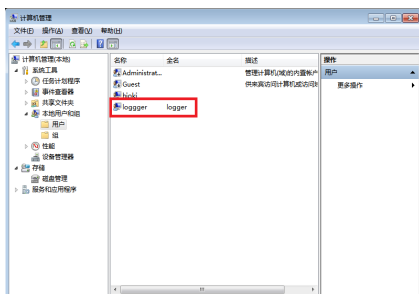 计算机管理
文件(F) 操作(A) 查看(V) 帮助(H)
计算机管理(本地)
系统工具
任务计划程序
事件查看器
共享文件夹
本地用户和组
用户
组
性能
设备管理器
存储
磁盘管理
服务和应用程序
名称 全名 描述
Administrat... 管理计算机(域)的内置帐户
Guest 供来宾访问计算机或访问域
hioki
loggger logger
操作
用户
更多操作